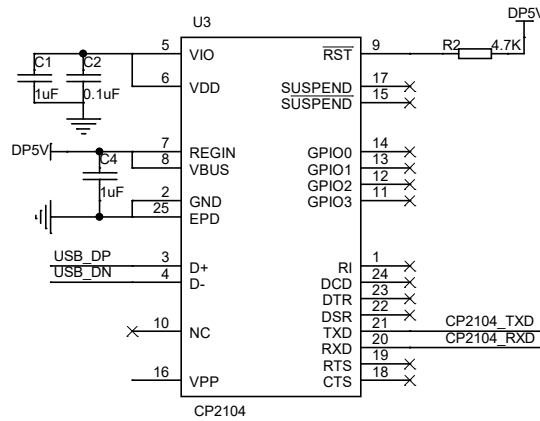 DP5V
U3
C1
C2
1uF
0.1uF
5 VIO
6 VDD
DP5V
7 REGIN
8 VBUS
C4
1uF
2 GND
25 EPD
USB_DP 3 D+
USB_DN 4 D-
10 NC
16 VPP
RST 9 R2 4.7K
SUSPEND 17
SUSPEND 15
GPIO0 14
GPIO1 13
GPIO2 12
GPIO3 11
RI 1
DCD 24
DTR 23
DSR 22
TXD 21 CP2104_TXD
RXD 20 CP2104_RXD
RTS 19
CTS 18
CP2104